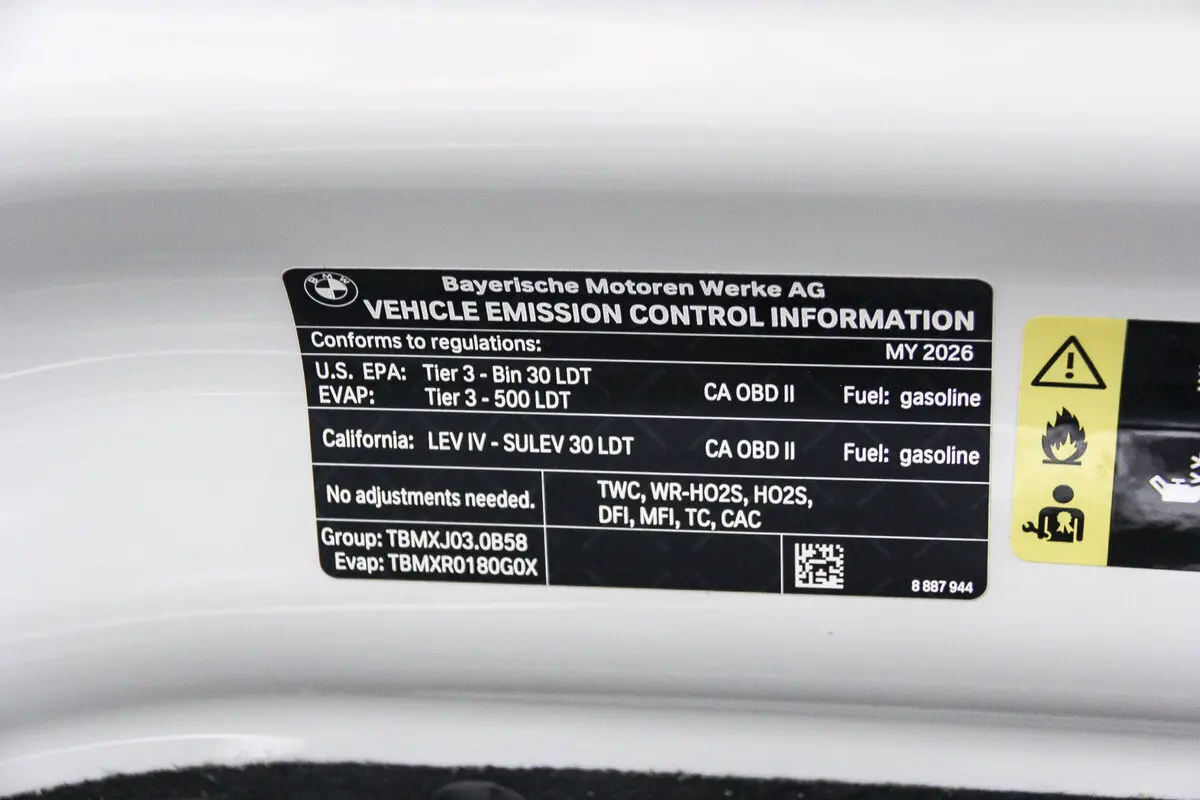 BMW
Bayerische Motoren Werke AG
VEHICLE EMISSION CONTROL INFORMATION
Conforms to regulations: MY 2026
U.S. EPA: Tier 3 - Bin 30 LDT
EVAP: Tier 3 - 500 LDT CA OBD II Fuel: gasoline
California: LEV IV - SULEV 30 LDT CA OBD II Fuel: gasoline
No adjustments needed.
TWC, WR-HO2S, HO2S,
DFI, MFI, TC, CAC
Group: TBMXJ03.0B58
Evap: TBMXR0180G0X
8 887 944